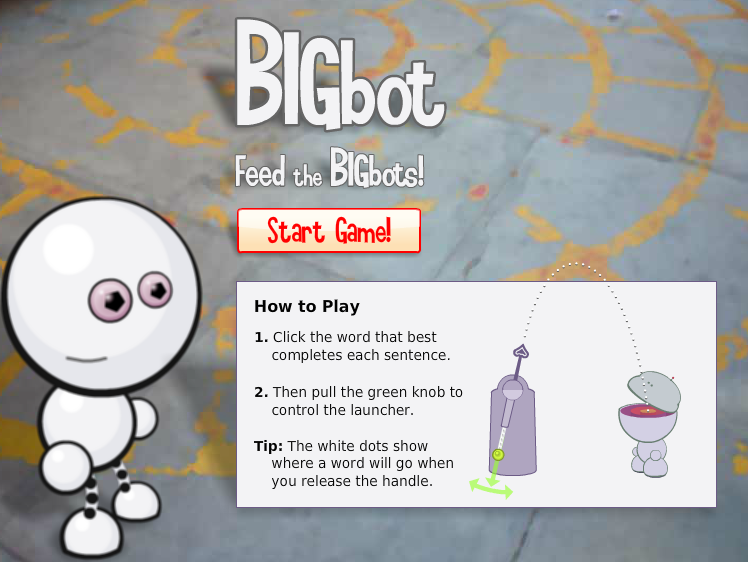 BIGbot
Feed the BIGbots!
Start Game!
How to Play
1. Click the word that best
completes each sentence.
2. Then pull the green knob to
control the launcher.
Tip: The white dots show
where a word will go when
you release the handle.